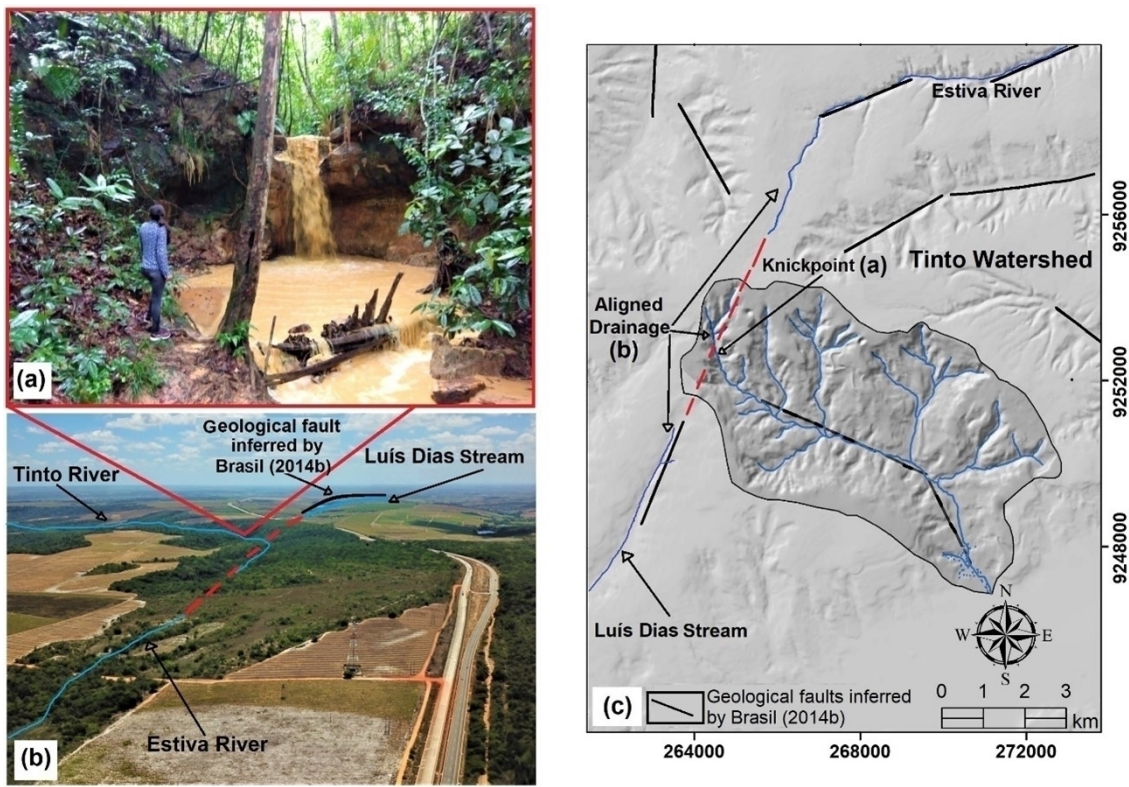 (a)
Geological fault
inferred by
Brasil (2014b)
Luís Dias Stream
Tinto River
Estiva River
(b)
Estiva River
Knickpoint (a)
Tinto Watershed
Aligned
Drainage
(b)
Luís Dias Stream
N
W
E
S
(c)
Geological faults inferred
by Brasil (2014b)
0 1 2 3
km
9256000
9252000
9248000
264000 268000 272000